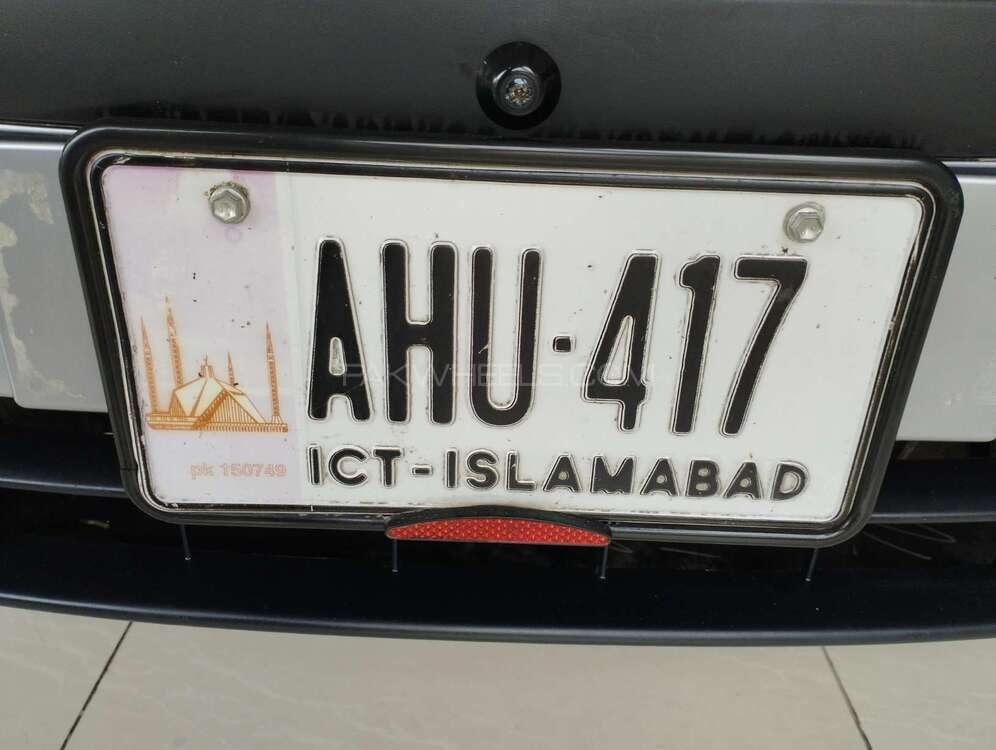 AHU·417
PAKWHEELS.COM
pk 150749
ICT-ISLAMABAD